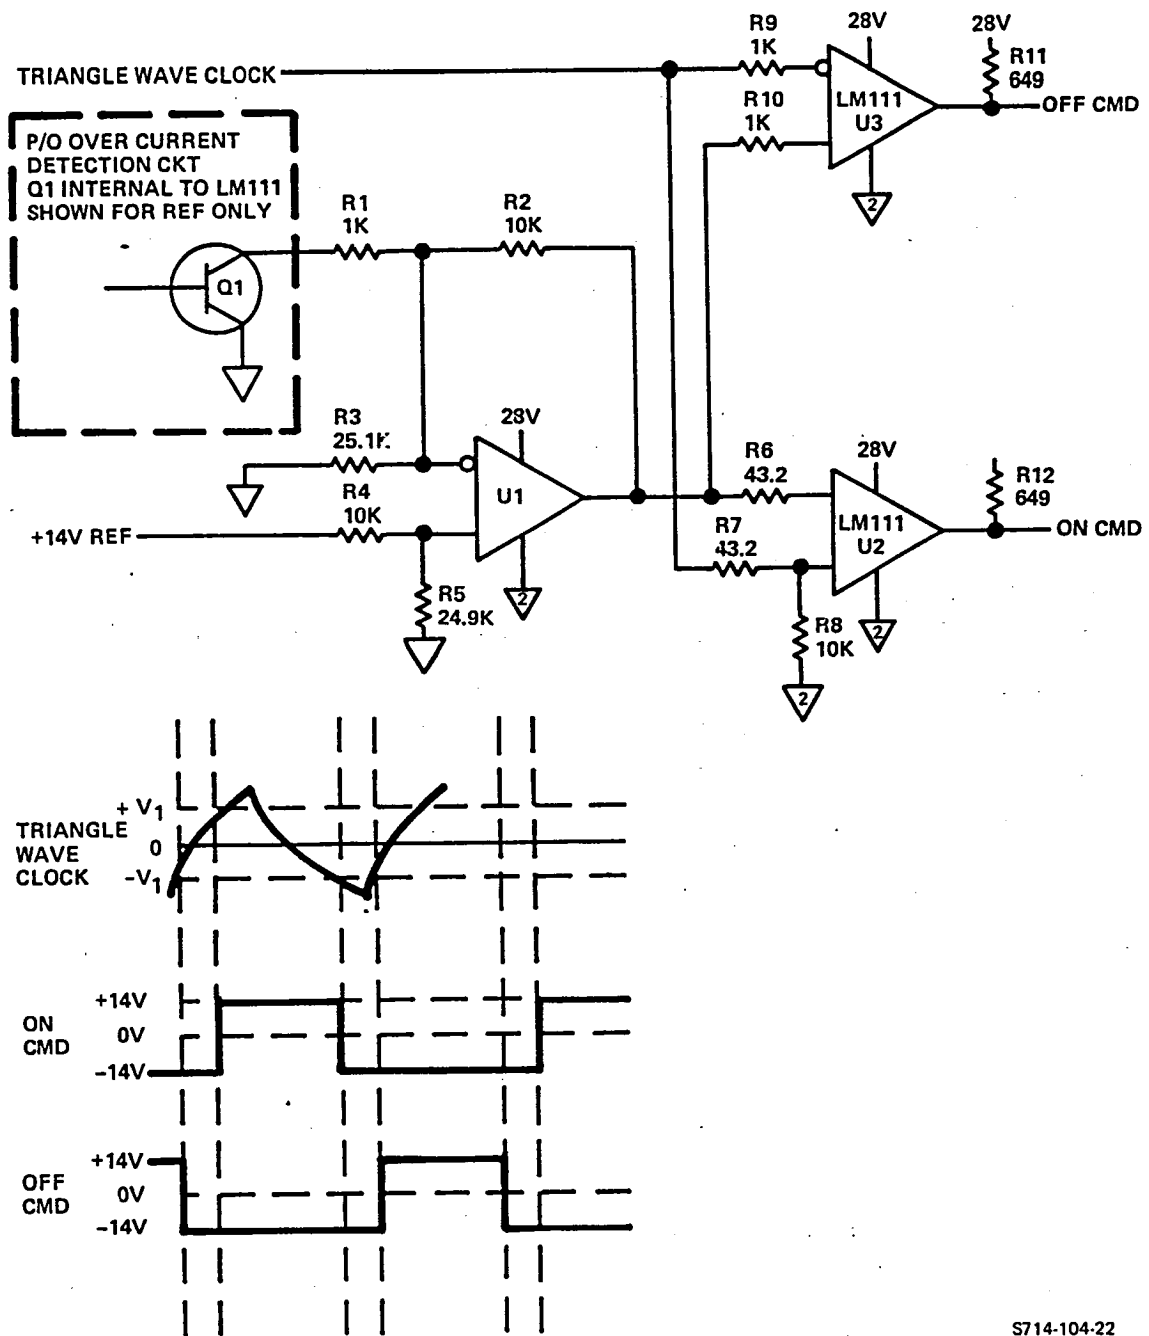 R9
1K
28V
28V
R11
649
TRIANGLE WAVE CLOCK
LM111
U3
OFF CMD
R10
1K
2
P/O OVER CURRENT
DETECTION CKT
Q1 INTERNAL TO LM111
SHOWN FOR REF ONLY
R1
1K
R2
10K
Q1
R3
25.1K
28V
U1
R4
10K
+14V REF
R5
24.9K
2
R6
43.2
28V
R12
649
LM111
U2
ON CMD
R7
43.2
R8
10K
2
2
+ V1
TRIANGLE
WAVE
CLOCK
0
-V1
ON
CMD
+14V
0V
-14V
OFF
CMD
+14V
0V
-14V
S714-104-22